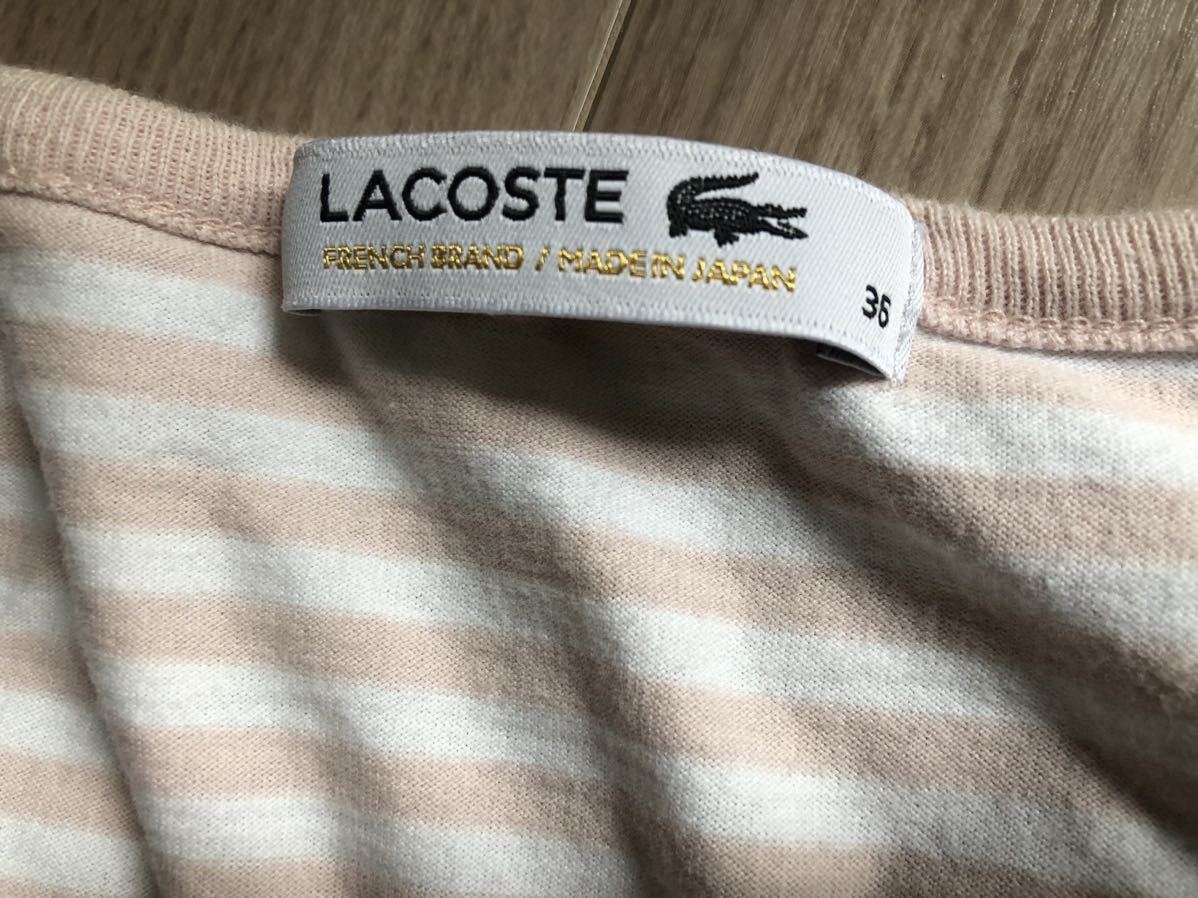 LACOSTE
FRENCH BRAND / MADE IN JAPAN
36